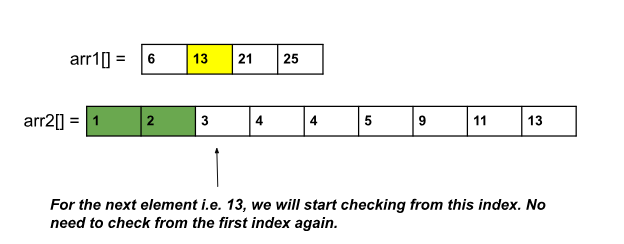 arr1[] = 6 13 21 25
arr2[] = 1 2 3 4 4 5 9 11 13
For the next element i.e. 13, we will start checking from this index. No
need to check from the first index again.